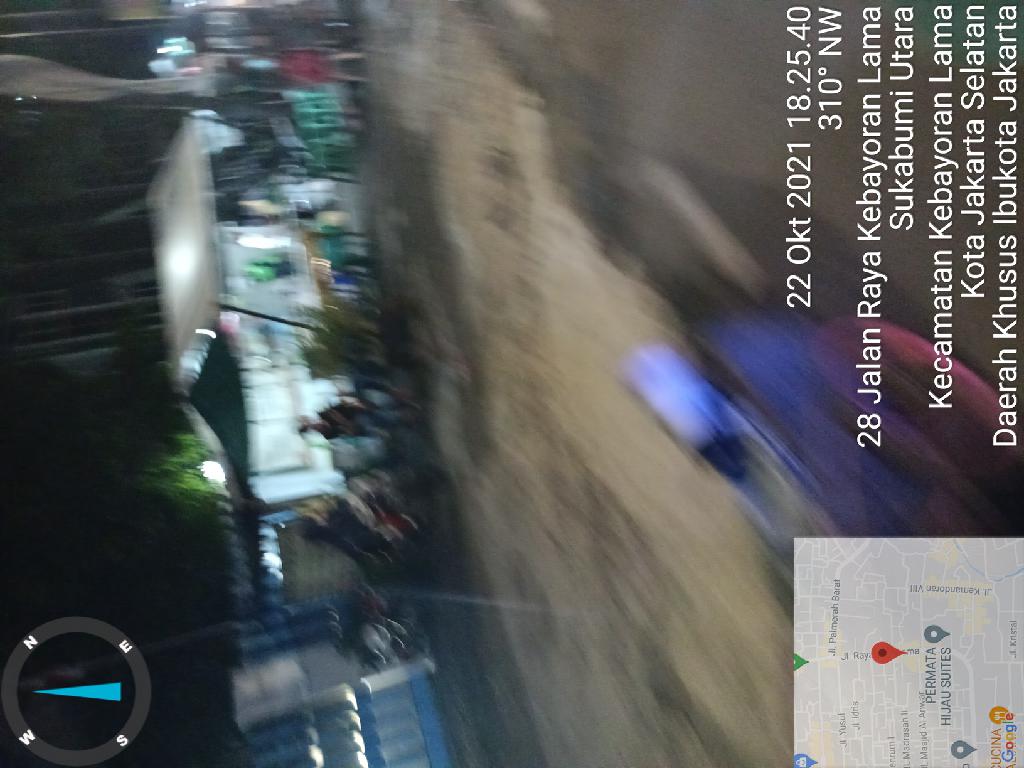 W
N
S
E
22 Okt 2021 18.25.40
310° NW
28 Jalan Raya Kebayoran Lama
Sukabumi Utara
Kecamatan Kebayoran Lama
Kota Jakarta Selatan
Daerah Khusus Ibukota Jakarta
Jl. Palmerah Barat
Jl. Yusuf
Jl. Idris
Jl. Madrasah II
Jl. Masjid Al Anwar
PERMATA
HIJAU SUITES
Jl. Kemandoran VIII
CUCINA
Jl. Kristal
Google